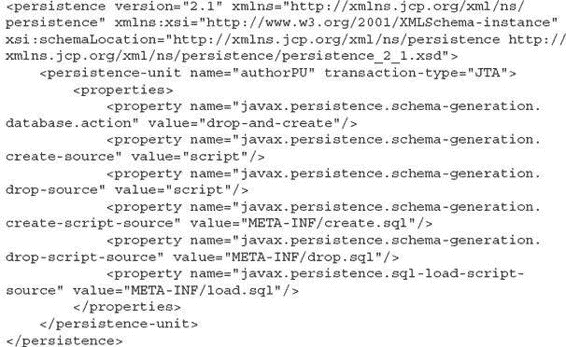 <persistence version="2.1" xmlns="http://xmlns.jcp.org/xml/ns/
persistence" xmlns:xsi="http://www.w3.org/2001/XMLSchema-instance"
xsi:schemaLocation="http://xmlns.jcp.org/xml/ns/persistence http://
xmlns.jcp.org/xml/ns/persistence/persistence_2_1.xsd">
    <persistence-unit name="authorPU" transaction-type="JTA">
        <properties>
            <property name="javax.persistence.schema-generation.
database.action" value="drop-and-create"/>
            <property name="javax.persistence.schema-generation.
create-source" value="script"/>
            <property name="javax.persistence.schema-generation.
drop-source" value="script"/>
            <property name="javax.persistence.schema-generation.
create-script-source" value="META-INF/create.sql"/>
            <property name="javax.persistence.schema-generation.
drop-script-source" value="META-INF/drop.sql"/>
            <property name="javax.persistence.sql-load-script-
source" value="META-INF/load.sql"/>
        </properties>
    </persistence-unit>
</persistence>